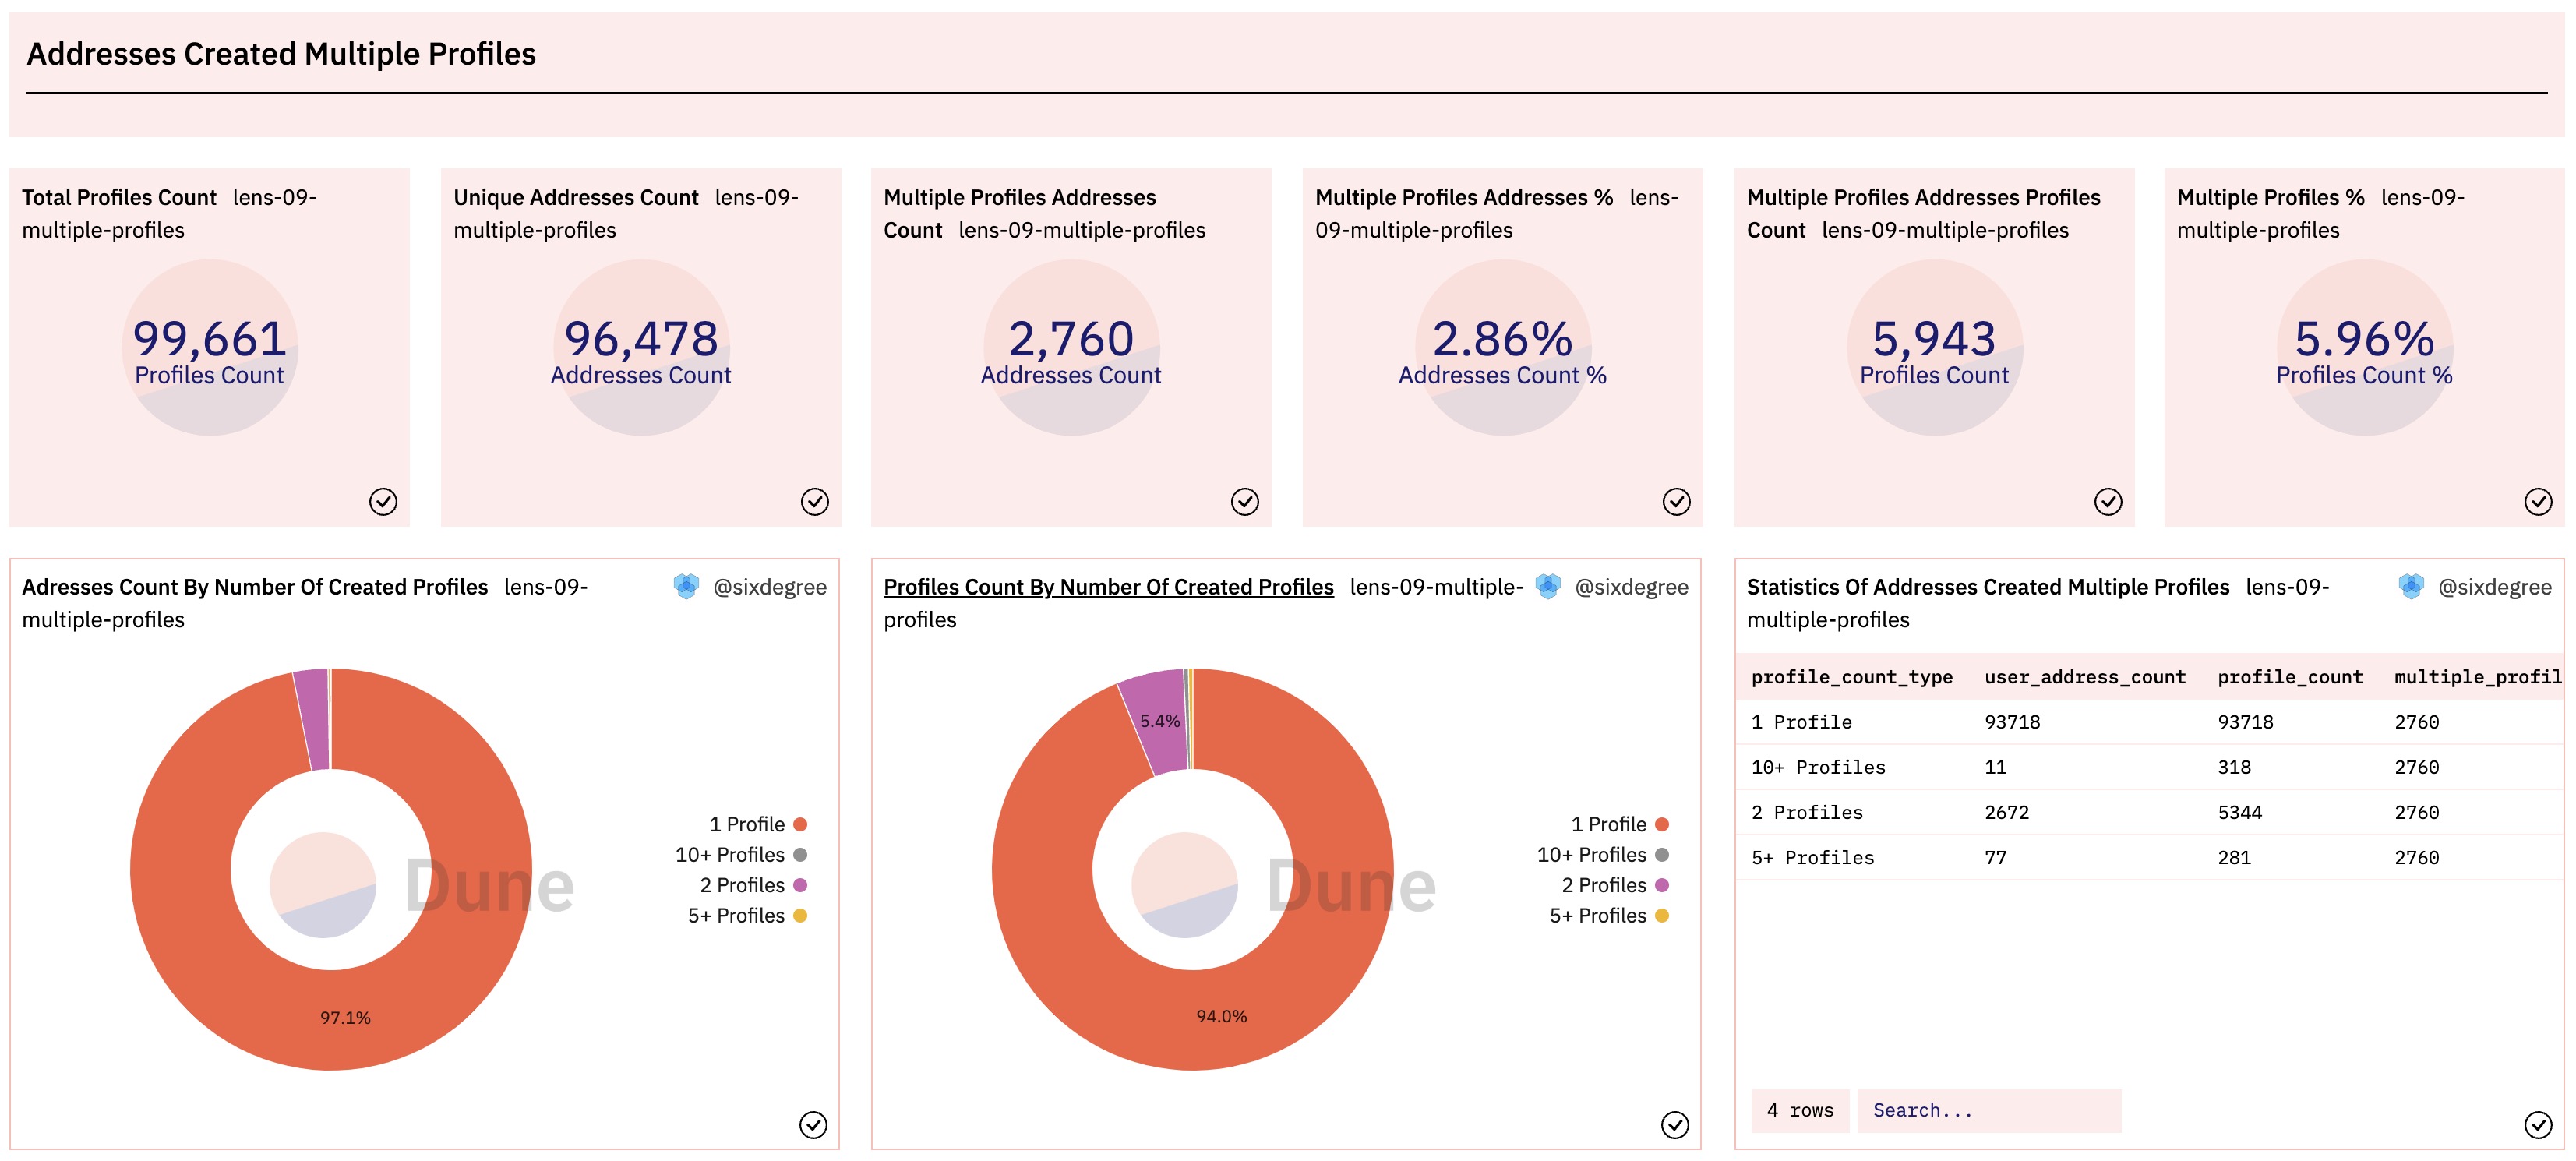 Addresses Created Multiple Profiles
Total Profiles Count lens-09-
multiple-profiles
99,661
Profiles Count
Unique Addresses Count lens-09-
multiple-profiles
96,478
Addresses Count
Multiple Profiles Addresses
Count lens-09-multiple-profiles
2,760
Addresses Count
Multiple Profiles Addresses % lens-
09-multiple-profiles
2.86%
Addresses Count %
Multiple Profiles Addresses Profiles
Count lens-09-multiple-profiles
5,943
Profiles Count
Multiple Profiles % lens-09-
multiple-profiles
5.96%
Profiles Count %
Adresses Count By Number Of Created Profiles lens-09-
multiple-profiles
@sixdegree
97.1%
Dune
1 Profile
10+ Profiles
2 Profiles
5+ Profiles
Profiles Count By Number Of Created Profiles lens-09-multiple-
profiles
@sixdegree
5.4%
94.0%
Dune
1 Profile
10+ Profiles
2 Profiles
5+ Profiles
Statistics Of Addresses Created Multiple Profiles lens-09-
multiple-profiles
@sixdegree
profile_count_type user_address_count profile_count multiple_profil
1 Profile 93718 93718 2760
10+ Profiles 11 318 2760
2 Profiles 2672 5344 2760
5+ Profiles 77 281 2760
4 rows Search...